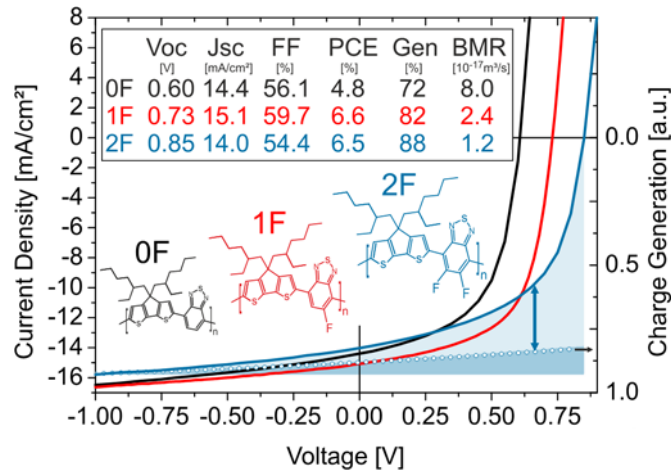 Voc Jsc FF PCE Gen BMR
[V] [mA/cm²] [%] [%] [%] [10⁻¹⁷m³/s]
0F 0.60 14.4 56.1 4.8 72 8.0
1F 0.73 15.1 59.7 6.6 82 2.4
2F 0.85 14.0 54.4 6.5 88 1.2
8
6
4
2
0
-2
-4
-6
-8
-10
-12
-14
-16
Current Density [mA/cm²]
0.0
0.5
1.0
Charge Generation [a.u.]
0F
S
S
N
S
N
n
1F
S
S
N
S
N
F
n
2F
S
S
N
S
N
F
F
n
-1.00 -0.75 -0.50 -0.25 0.00 0.25 0.50 0.75
Voltage [V]